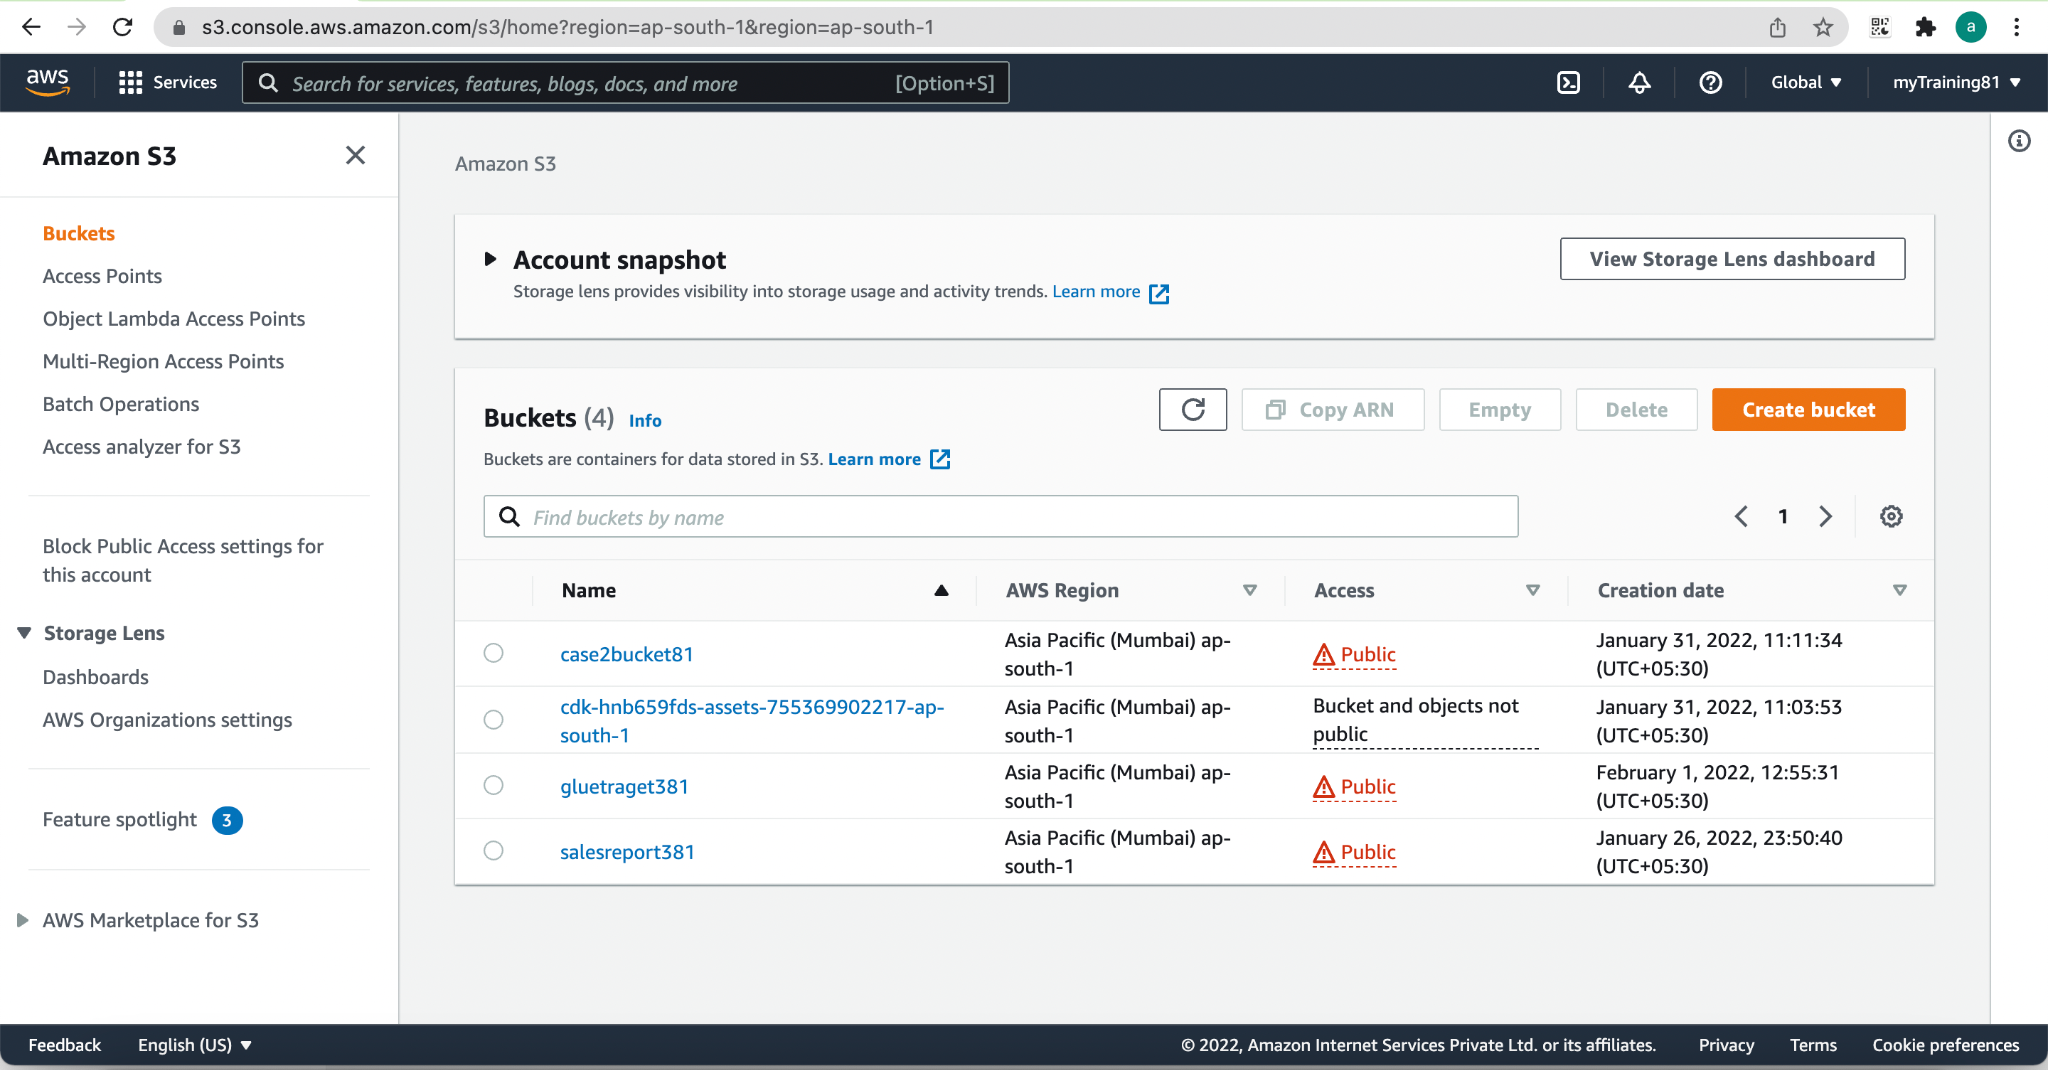 s3.console.aws.amazon.com/s3/home?region=ap-south-1&region=ap-south-1
a
aws
Services
Search for services, features, blogs, docs, and more
[Option+S]
Global
myTraining81
Amazon S3
Buckets
Access Points
Object Lambda Access Points
Multi-Region Access Points
Batch Operations
Access analyzer for S3
Block Public Access settings for
this account
Storage Lens
Dashboards
AWS Organizations settings
Feature spotlight 3
AWS Marketplace for S3
Amazon S3
Account snapshot
View Storage Lens dashboard
Storage lens provides visibility into storage usage and activity trends. Learn more
Buckets (4) Info
Copy ARN
Empty
Delete
Create bucket
Buckets are containers for data stored in S3. Learn more
Find buckets by name
1
Name
AWS Region
Access
Creation date
case2bucket81
Asia Pacific (Mumbai) ap-
south-1
Public
January 31, 2022, 11:11:34
(UTC+05:30)
cdk-hnb659fds-assets-755369902217-ap-
south-1
Asia Pacific (Mumbai) ap-
south-1
Bucket and objects not
public
January 31, 2022, 11:03:53
(UTC+05:30)
gluetraget381
Asia Pacific (Mumbai) ap-
south-1
Public
February 1, 2022, 12:55:31
(UTC+05:30)
salesreport381
Asia Pacific (Mumbai) ap-
south-1
Public
January 26, 2022, 23:50:40
(UTC+05:30)
Feedback
English (US)
© 2022, Amazon Internet Services Private Ltd. or its affiliates.
Privacy
Terms
Cookie preferences